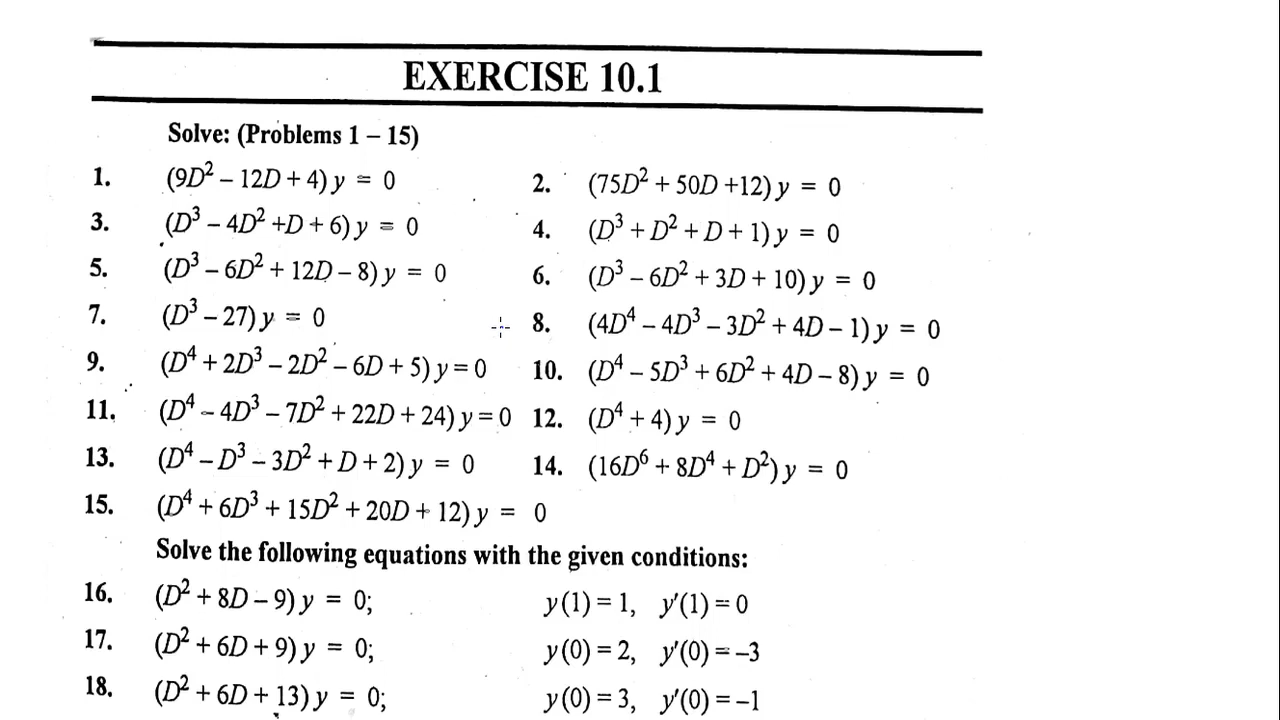 EXERCISE 10.1
Solve: (Problems 1 – 15)
1. (9D² – 12D + 4) y = 0
2. (75D² + 50D +12) y = 0
3. (D³ – 4D² +D + 6) y = 0
4. (D³ + D² + D + 1) y = 0
5. (D³ – 6D² + 12D – 8) y = 0
6. (D³ – 6D² + 3D + 10) y = 0
7. (D³ – 27) y = 0
8. (4D⁴ – 4D³ – 3D² + 4D – 1) y = 0
9. (D⁴ + 2D³ – 2D² – 6D + 5) y = 0
10. (D⁴ – 5D³ + 6D² + 4D – 8) y = 0
11. (D⁴ – 4D³ – 7D² + 22D + 24) y = 0
12. (D⁴ + 4) y = 0
13. (D⁴ – D³ – 3D² + D + 2) y = 0
14. (16D⁶ + 8D⁴ + D²) y = 0
15. (D⁴ + 6D³ + 15D² + 20D + 12) y = 0
Solve the following equations with the given conditions:
16. (D² + 8D – 9) y = 0; y(1) = 1, y′(1) = 0
17. (D² + 6D + 9) y = 0; y(0) = 2, y′(0) = –3
18. (D² + 6D + 13) y = 0; y(0) = 3, y′(0) = –1